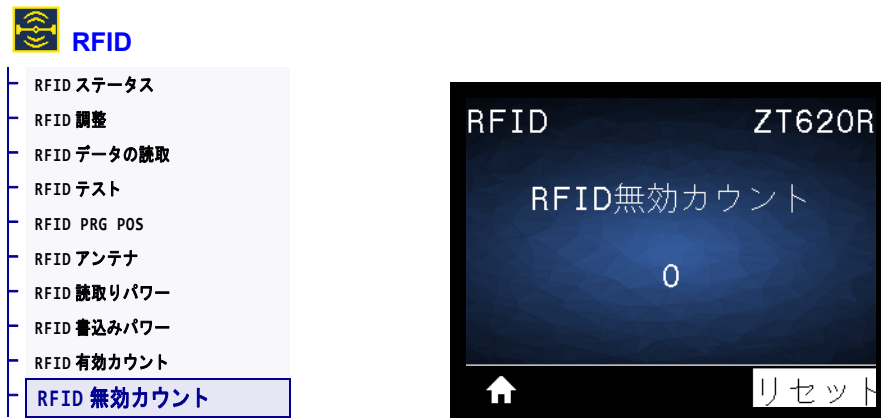 RFID
RFID ステータス
RFID 調整
RFID データの読取
RFID テスト
RFID PRG POS
RFID アンテナ
RFID 読取りパワー
RFID 書込みパワー
RFID 有効カウント
RFID 無効カウント
RFID ZT620R
RFID無効カウント
0
リセット